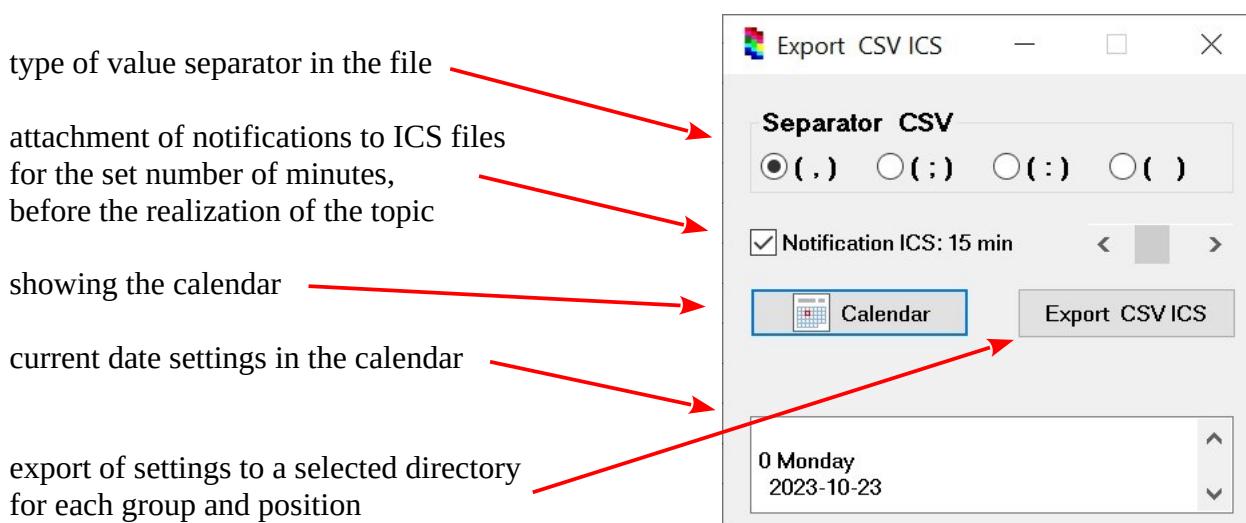 type of value separator in the file
attachment of notifications to ICS files
for the set number of minutes,
before the realization of the topic
showing the calendar
current date settings in the calendar
export of settings to a selected directory
for each group and position
Export CSV ICS
Separator CSV
( , ) ( ; ) ( : ) ( )
Notification ICS: 15 min
Calendar Export CSV ICS
0 Monday
2023-10-23